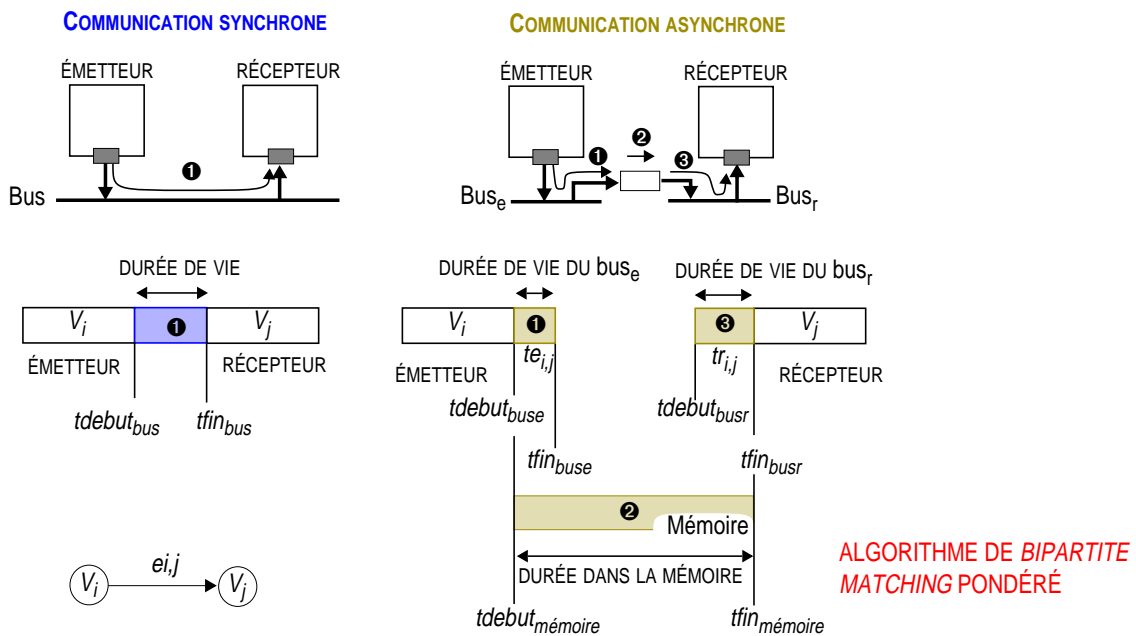 COMMUNICATION SYNCHRONE
ÉMETTEUR
RÉCEPTEUR
❶
Bus
DURÉE DE VIE
Vi
❶
Vj
ÉMETTEUR
RÉCEPTEUR
tdebutbus
tfinbus
Vi
ei,j
Vj
COMMUNICATION ASYNCHRONE
ÉMETTEUR
RÉCEPTEUR
❶
❷
❸
Buse
Busr
DURÉE DE VIE DU buse
DURÉE DE VIE DU busr
Vi
❶
❸
Vj
tei,j
tri,j
ÉMETTEUR
RÉCEPTEUR
tdebutbuse
tdebutbusr
tfinbuse
tfinbusr
❷
Mémoire
DURÉE DANS LA MÉMOIRE
tdebutmémoire
tfinmémoire
ALGORITHME DE BIPARTITE
MATCHING PONDÉRÉ